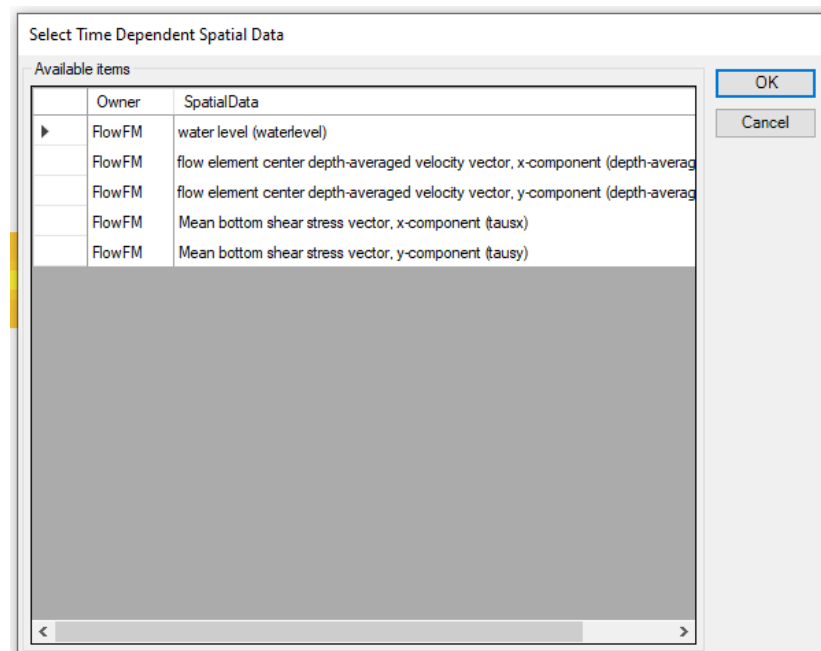 Select Time Dependent Spatial Data
Available items
OK
Cancel
Owner SpatialData
FlowFM water level (waterlevel)
FlowFM flow element center depth-averaged velocity vector, x-component (depth-averag
FlowFM flow element center depth-averaged velocity vector, y-component (depth-averag
FlowFM Mean bottom shear stress vector, x-component (tausx)
FlowFM Mean bottom shear stress vector, y-component (tausy)